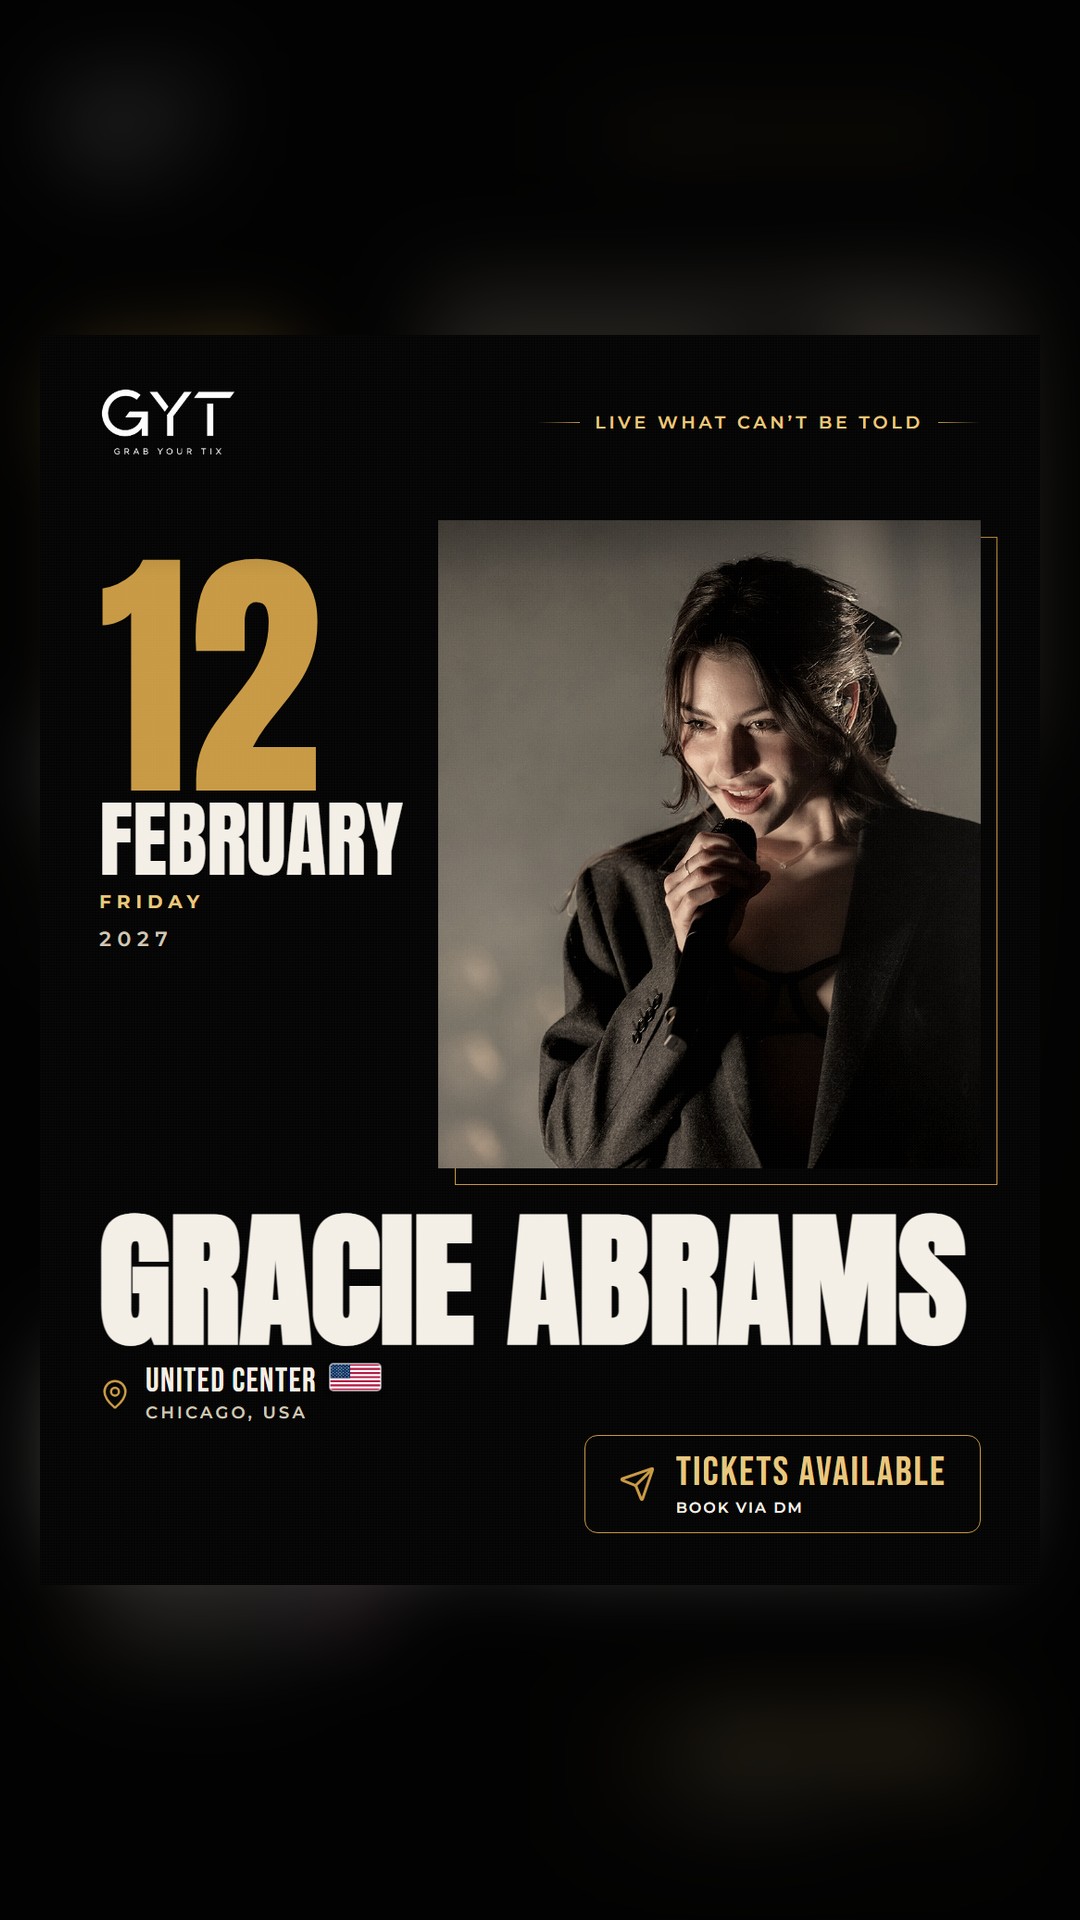 GYT
GRAB YOUR TIX
LIVE WHAT CAN’T BE TOLD
12
FEBRUARY
FRIDAY
2027
GRACIE ABRAMS
UNITED CENTER
CHICAGO, USA
TICKETS AVAILABLE
BOOK VIA DM